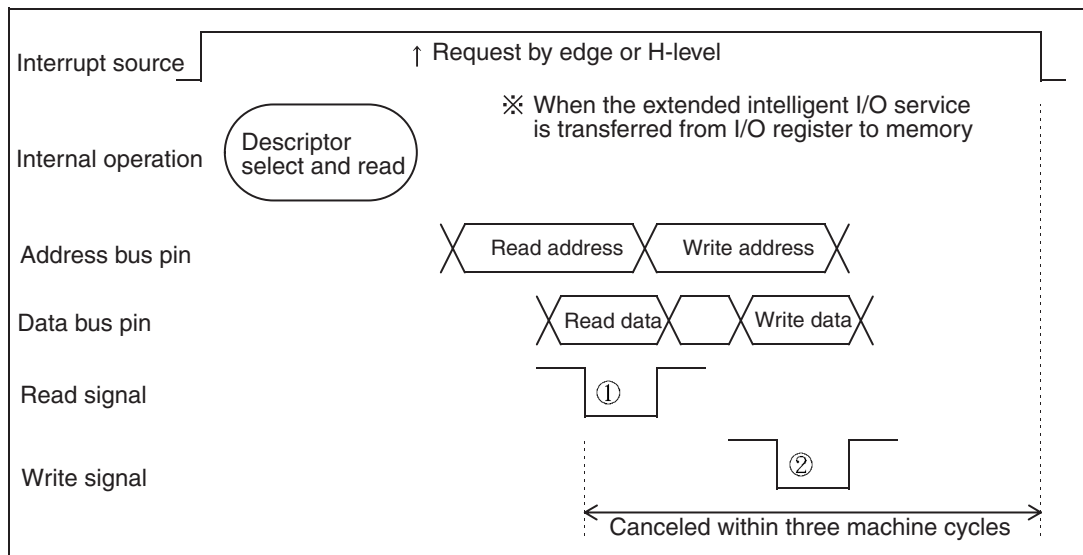 Interrupt source
↑ Request by edge or H-level
※ When the extended intelligent I/O service
is transferred from I/O register to memory
Internal operation
Descriptor
select and read
Address bus pin
Read address
Write address
Data bus pin
Read data
Write data
Read signal
①
Write signal
②
Canceled within three machine cycles